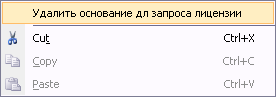 Удалить основание дл запроса лицензии
Cut Ctrl+X
Copy Ctrl+C
Paste Ctrl+V